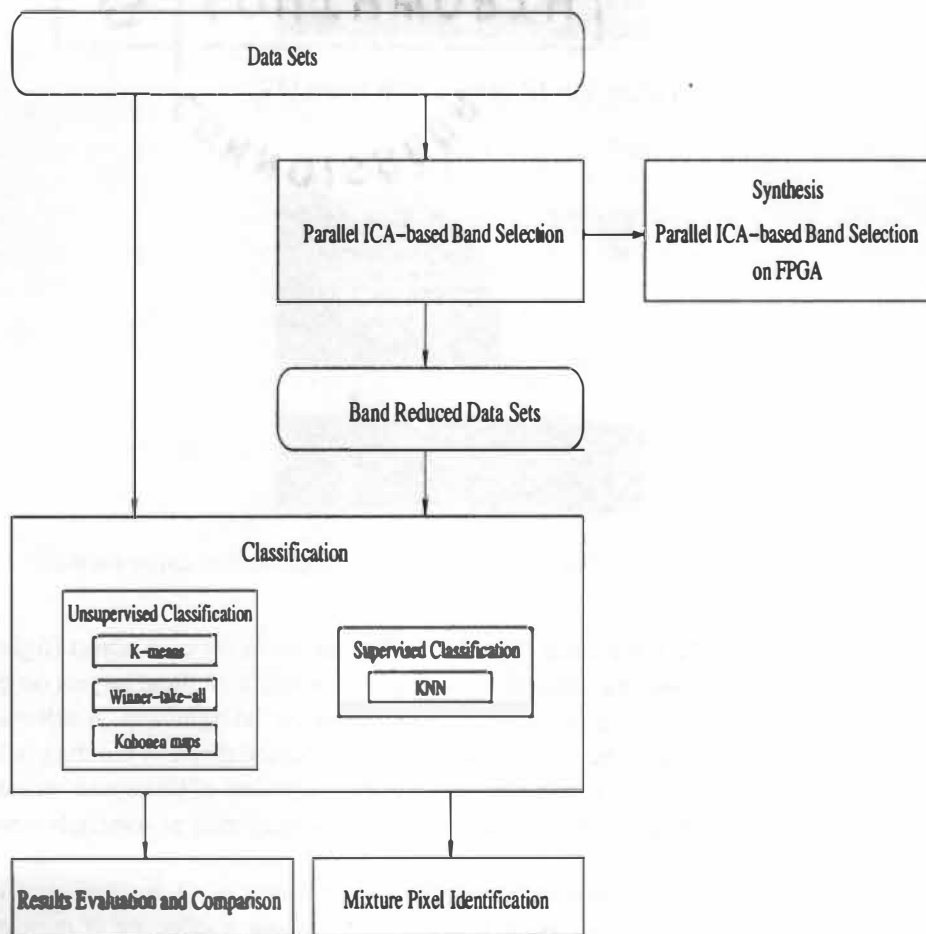 Data Sets
Parallel ICA-based Band Selection
Synthesis
Parallel ICA-based Band Selection
on FPGA
Band Reduced Data Sets
Classification
Unsupervised Classification
K-means
Winner-take-all
Kohonen maps
Supervised Classification
KNN
Results Evaluation and Comparison
Mixture Pixel Identification